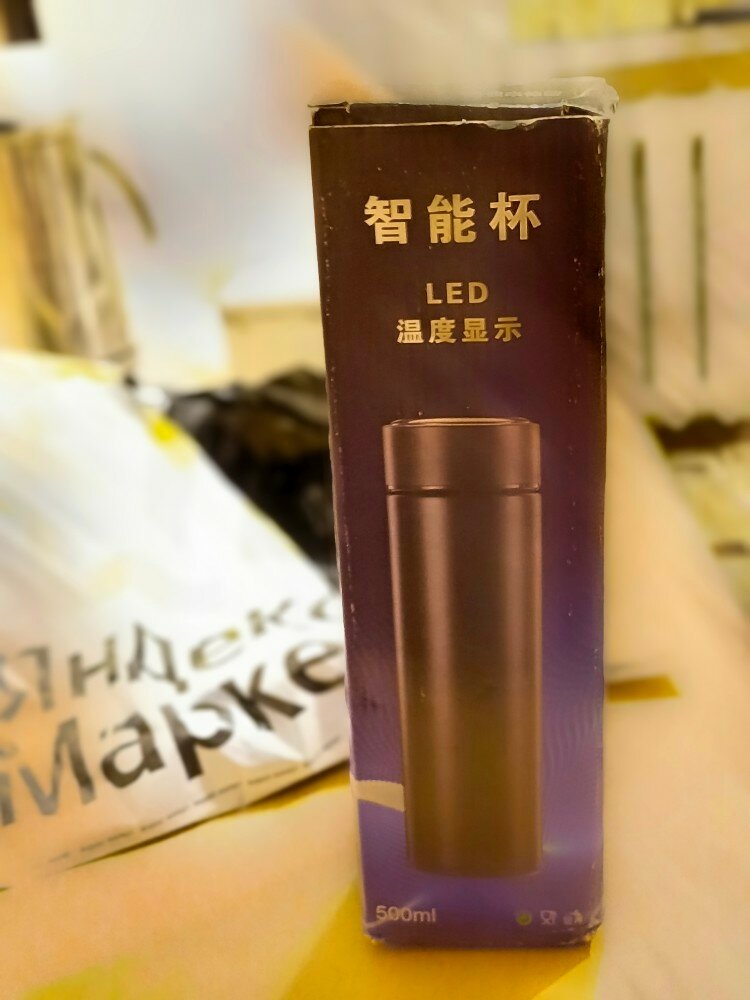 智能杯
LED
温度显示
Яндекс
Маркет
500ml